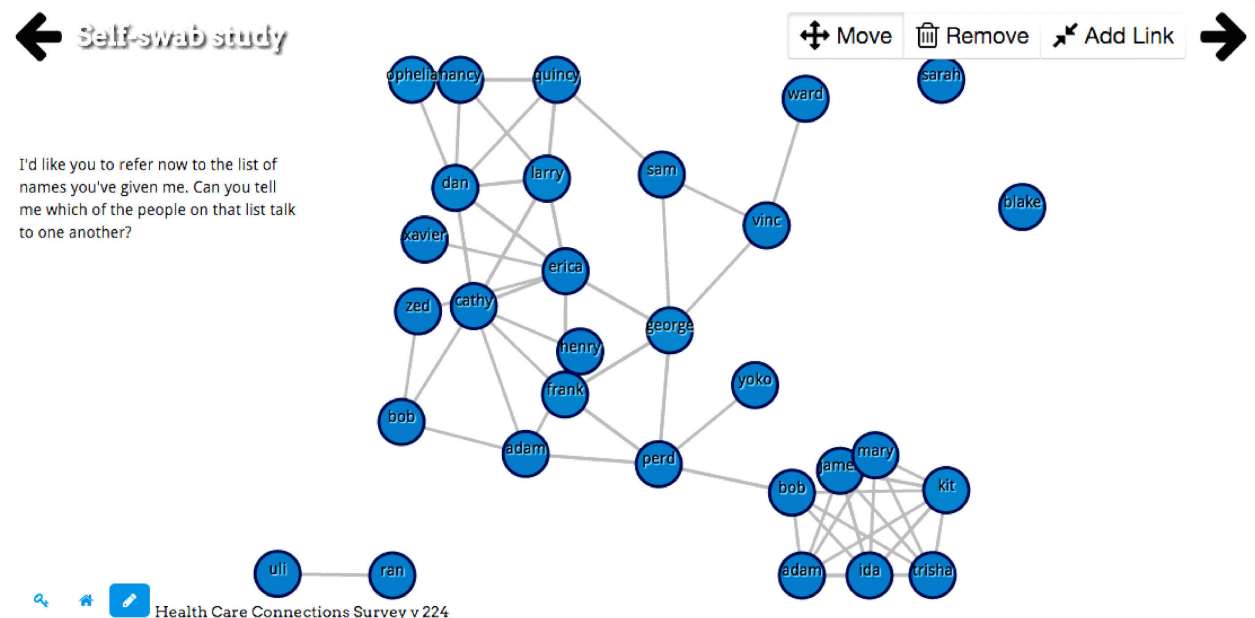 Self-swab study
Move Remove Add Link
ophelia nancy quincy
sarah
ward
I'd like you to refer now to the list of
names you've given me. Can you tell
me which of the people on that list talk
to one another?
larry
sam
dan
blake
vinc
xavier
erica
cathy
zed
george
henry
yoko
frank
bob
adam
mary
perd
jame
kit
bob
uli
ran
adam ida trisha
Health Care Connections Survey v 224